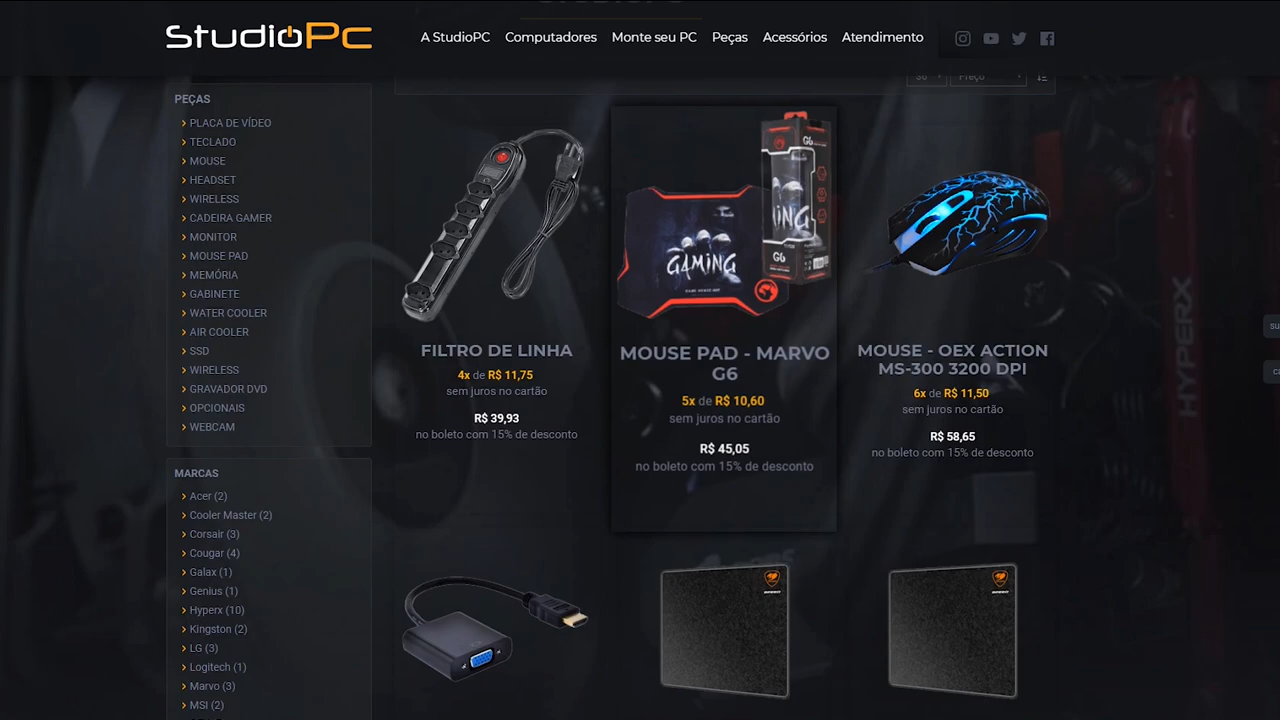 StudioPc
A StudioPC
Computadores
Monte seu PC
Peças
Acessórios
Atendimento
36
Preço
PEÇAS
PLACA DE VÍDEO
TECLADO
MOUSE
HEADSET
WIRELESS
CADEIRA GAMER
MONITOR
MOUSE PAD
MEMÓRIA
GABINETE
WATER COOLER
AIR COOLER
SSD
WIRELESS
GRAVADOR DVD
OPCIONAIS
WEBCAM
MARCAS
Acer (2)
Cooler Master (2)
Corsair (3)
Cougar (4)
Galax (1)
Genius (1)
Hyperx (10)
Kingston (2)
LG (3)
Logitech (1)
Marvo (3)
MSI (2)
FILTRO DE LINHA
4x de R$ 11,75
sem juros no cartão
R$ 39,93
no boleto com 15% de desconto
G6
GAMING
G6
MOUSE PAD - MARVO
G6
5x de R$ 10,60
sem juros no cartão
R$ 45,05
no boleto com 15% de desconto
MOUSE - OEX ACTION
MS-300 3200 DPI
6x de R$ 11,50
sem juros no cartão
R$ 58,65
no boleto com 15% de desconto
HYPERX
SPEED
SPEED